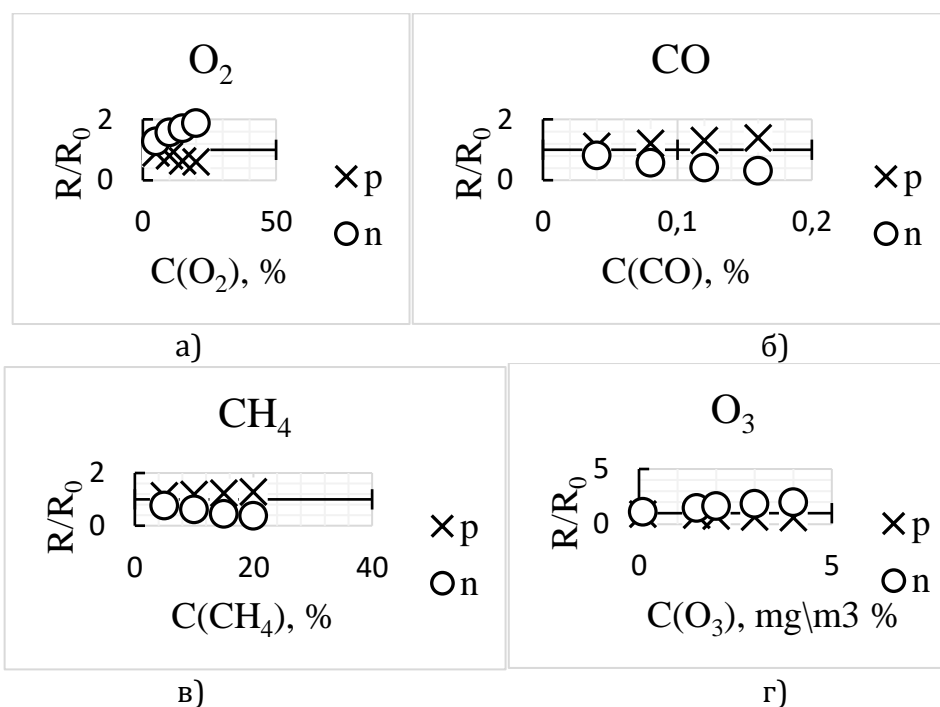 O₂
R/R₀
2
0
0
50
C(O₂), %
p
n
а)
CO
R/R₀
2
0
0
0,1
0,2
C(CO), %
p
n
б)
CH₄
R/R₀
2
0
0
20
40
C(CH₄), %
p
n
в)
O₃
R/R₀
5
0
0
5
C(O₃), mg\m3 %
p
n
г)